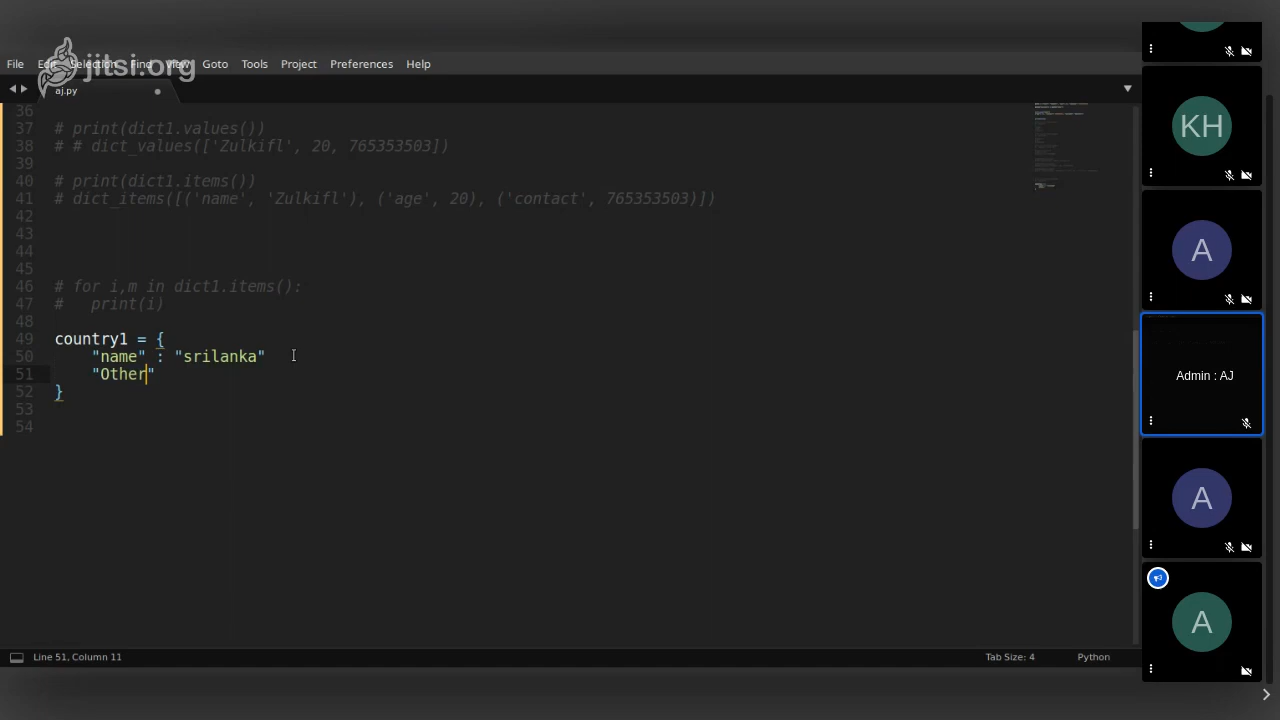 jitsi.org
File Edit Selection Find View Goto Tools Project Preferences Help
aj.py
36
37 # print(dict1.values())
38 # # dict_values(['Zulkifl', 20, 765353503])
39
40 # print(dict1.items())
41 # dict_items([('name', 'Zulkifl'), ('age', 20), ('contact', 765353503)])
42
43
44
45
46 # for i,m in dict1.items():
47 #   print(i)
48
49 country1 = {
50     "name" : "srilanka"
51     "Other"
52 }
53
54
Line 51, Column 11
Tab Size: 4
Python
KH
A
Admin : AJ
A
A